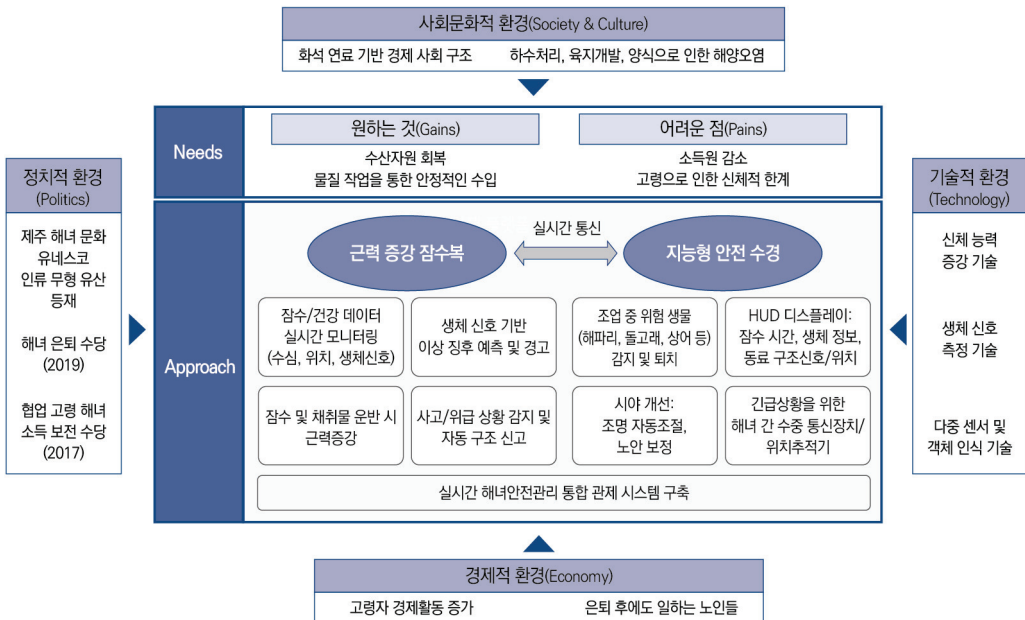 사회문화적 환경(Society & Culture)
화석 연료 기반 경제 사회 구조
하수처리, 육지개발, 양식으로 인한 해양오염
정치적 환경
(Politics)
제주 해녀 문화
유네스코
인류 무형 유산
등재
해녀 은퇴 수당
(2019)
협업 고령 해녀
소득 보전 수당
(2017)
Needs
원하는 것(Gains)
수산자원 회복
물질 작업을 통한 안정적인 수입
어려운 점(Pains)
소득원 감소
고령으로 인한 신체적 한계
Approach
근력 증강 잠수복
실시간 통신
지능형 안전 수경
잠수/건강 데이터
실시간 모니터링
(수심, 위치, 생체신호)
생체 신호 기반
이상 징후 예측 및 경고
조업 중 위험 생물
(해파리, 돌고래, 상어 등)
감지 및 퇴치
HUD 디스플레이:
잠수 시간, 생체 정보,
동료 구조신호/위치
잠수 및 채취물 운반 시
근력증강
사고/위급 상황 감지 및
자동 구조 신고
시야 개선:
조명 자동조절,
노안 보정
긴급상황을 위한
해녀 간 수중 통신장치/
위치추적기
실시간 해녀안전관리 통합 관제 시스템 구축
기술적 환경
(Technology)
신체 능력
증강 기술
생체 신호
측정 기술
다중 센서 및
객체 인식 기술
경제적 환경(Economy)
고령자 경제활동 증가
은퇴 후에도 일하는 노인들